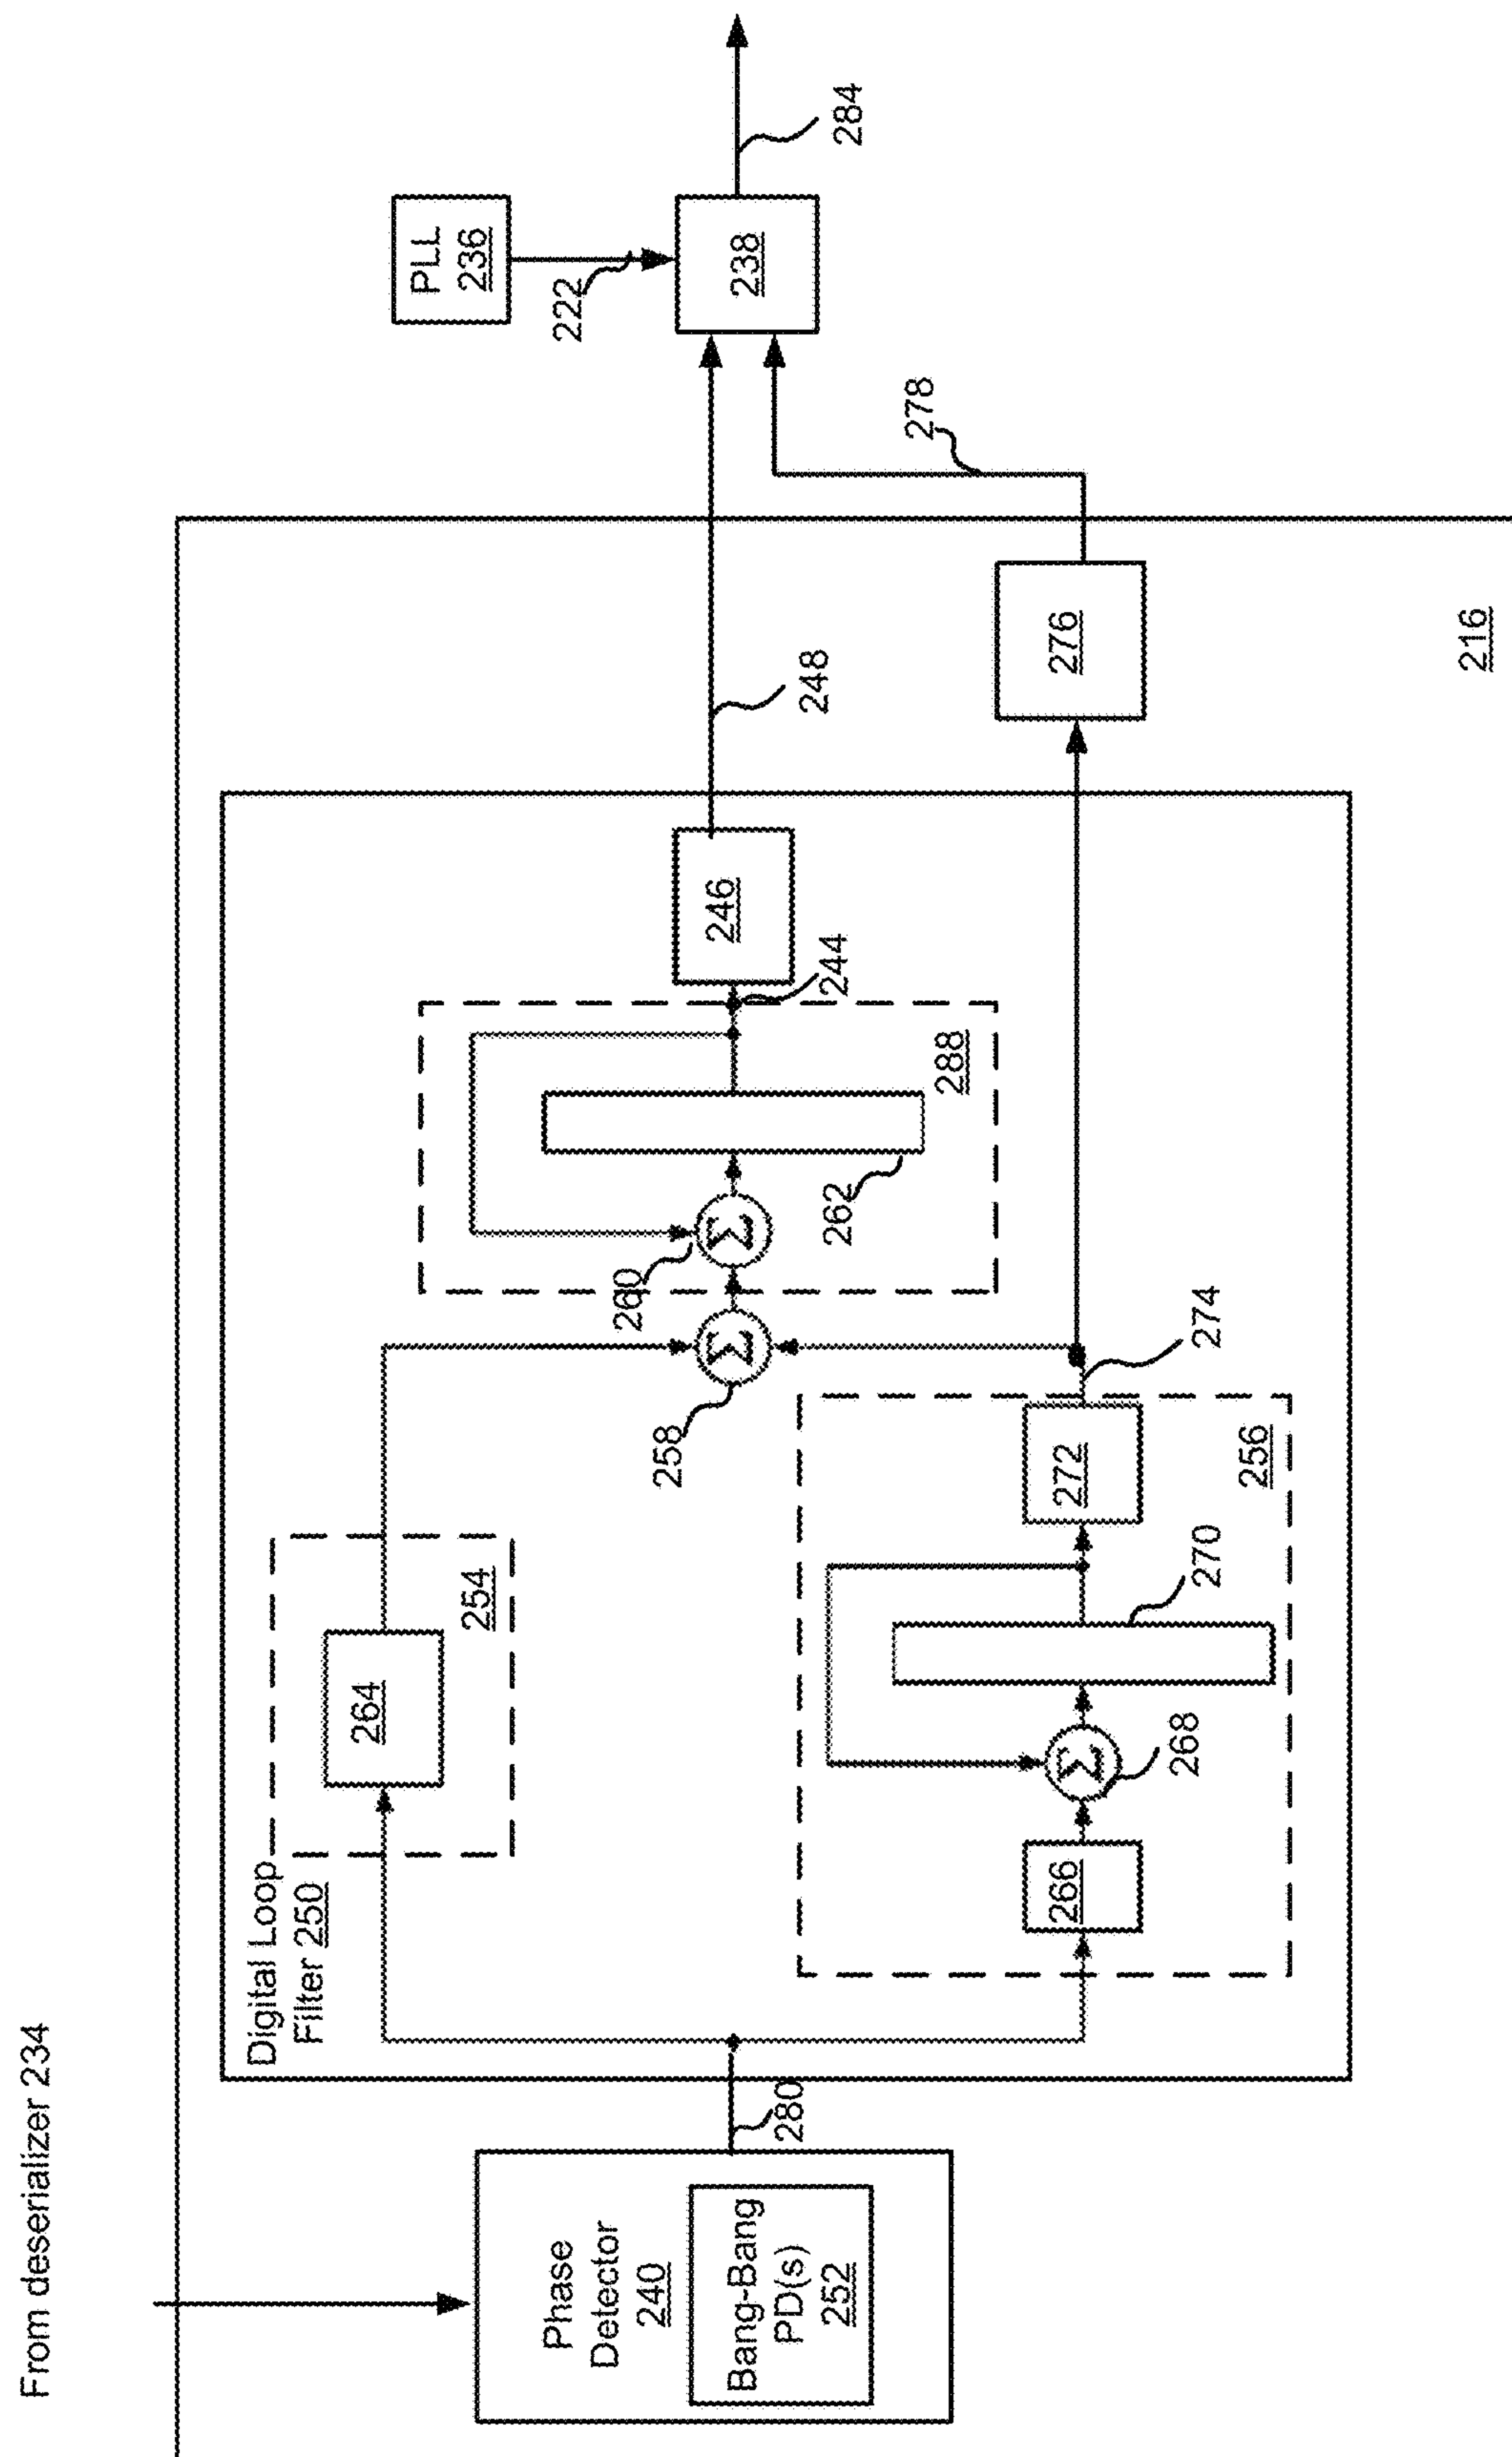 From deserializer 234
Phase
Detector
240
Bang-Bang
PD(s)
252
280
Digital Loop
Filter 250
264
254
266
Σ
268
270
272
256
274
258
Σ
260
Σ
262
288
244
246
248
276
278
216
PLL
236
222
238
284